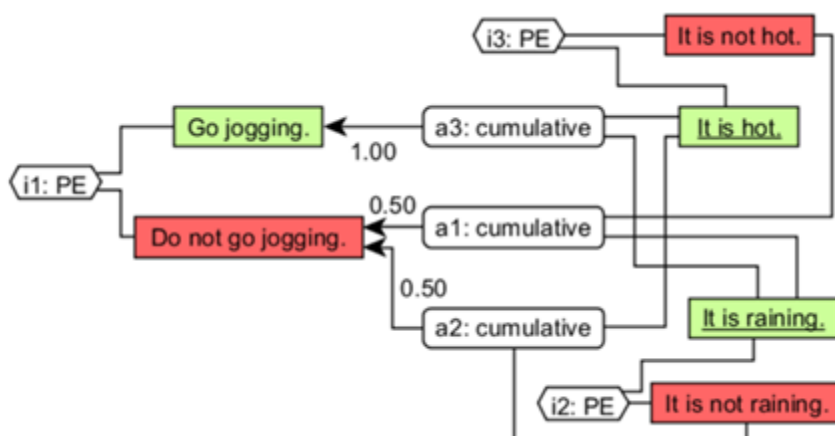 i3: PE
It is not hot.
Go jogging.
a3: cumulative
It is hot.
1.00
i1: PE
0.50
Do not go jogging.
a1: cumulative
0.50
It is raining.
a2: cumulative
i2: PE
It is not raining.